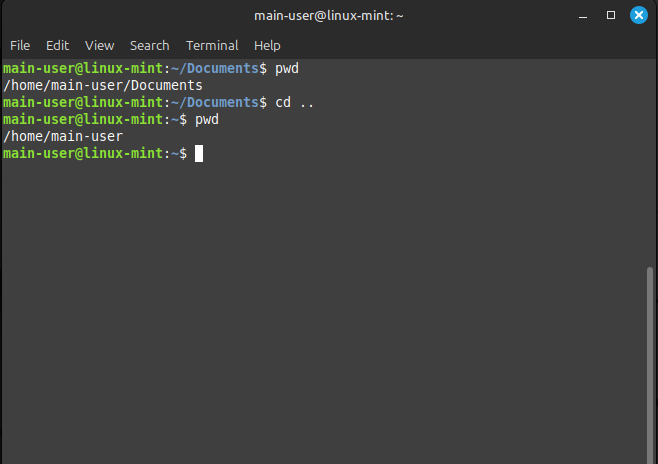 main-user@linux-mint: ~
File Edit View Search Terminal Help
main-user@linux-mint:~/Documents$ pwd
/home/main-user/Documents
main-user@linux-mint:~/Documents$ cd ..
main-user@linux-mint:~$ pwd
/home/main-user
main-user@linux-mint:~$